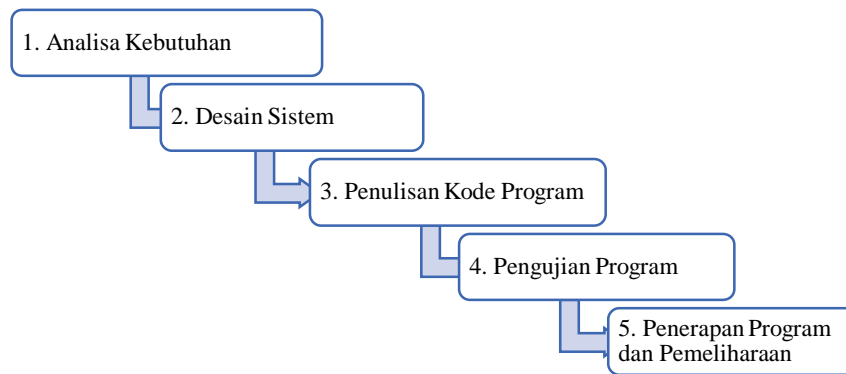 1. Analisa Kebutuhan
2. Desain Sistem
3. Penulisan Kode Program
4. Pengujian Program
5. Penerapan Program
dan Pemeliharaan